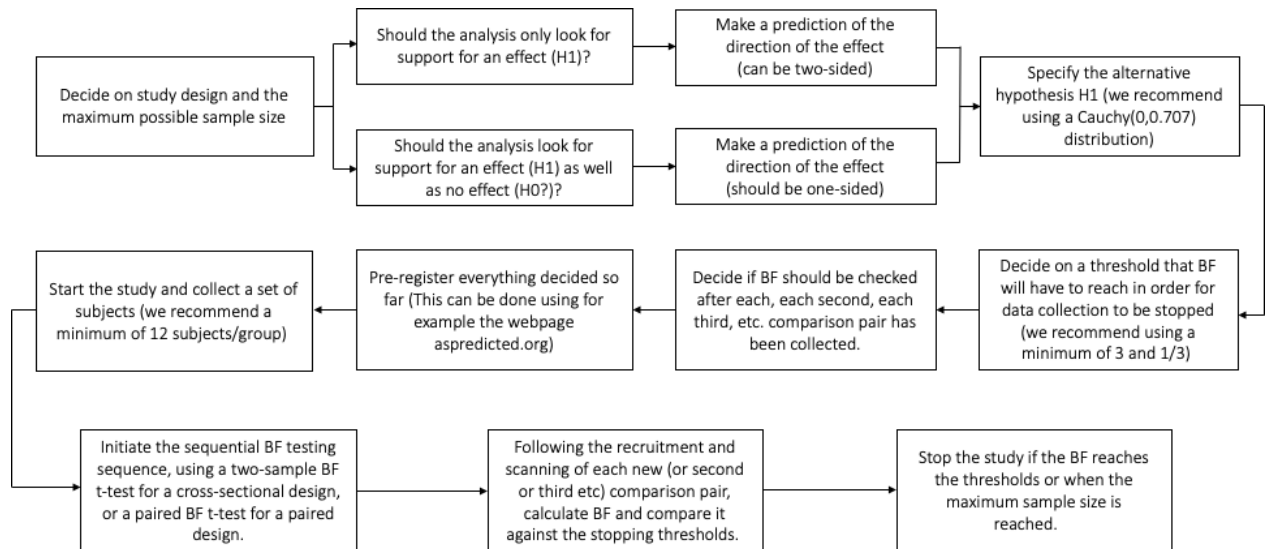 Decide on study design and the
maximum possible sample size
Should the analysis only look for
support for an effect (H1)?
Make a prediction of the
direction of the effect
(can be two-sided)
Should the analysis look for
support for an effect (H1) as well
as no effect (H0?)?
Make a prediction of the
direction of the effect
(should be one-sided)
Specify the alternative
hypothesis H1 (we recommend
using a Cauchy(0,0.707)
distribution)
Decide on a threshold that BF
will have to reach in order for
data collection to be stopped
(we recommend using a
minimum of 3 and 1/3)
Decide if BF should be checked
after each, each second, each
third, etc. comparison pair has
been collected.
Pre-register everything decided so
far (This can be done using for
example the webpage
aspredicted.org)
Start the study and collect a set of
subjects (we recommend a
minimum of 12 subjects/group)
Initiate the sequential BF testing
sequence, using a two-sample BF
t-test for a cross-sectional design,
or a paired BF t-test for a paired
design.
Following the recruitment and
scanning of each new (or second
or third etc) comparison pair,
calculate BF and compare it
against the stopping thresholds.
Stop the study if the BF reaches
the thresholds or when the
maximum sample size is
reached.